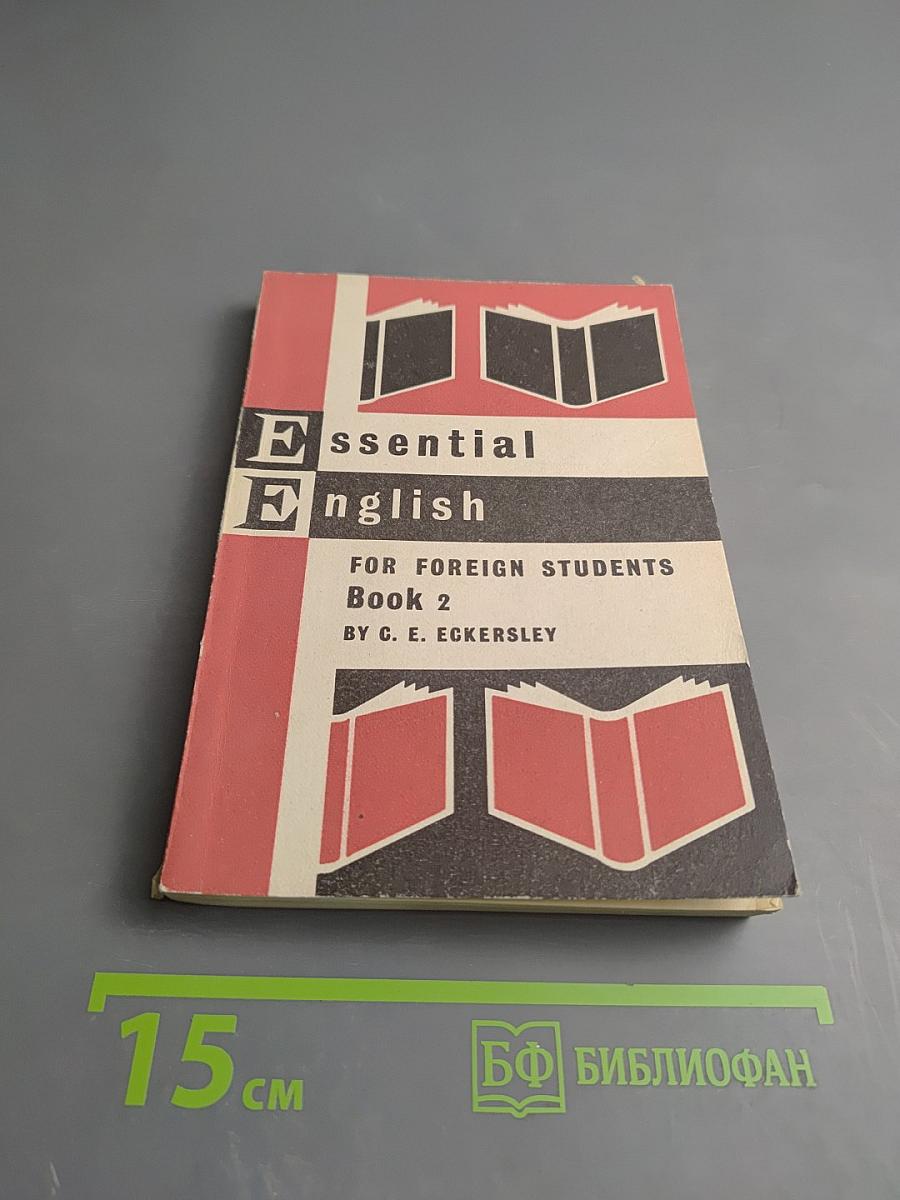 Essential
English
FOR FOREIGN STUDENTS
Book 2
BY C. E. ECKERSLEY
15 см
БФ БИБЛИОФАН